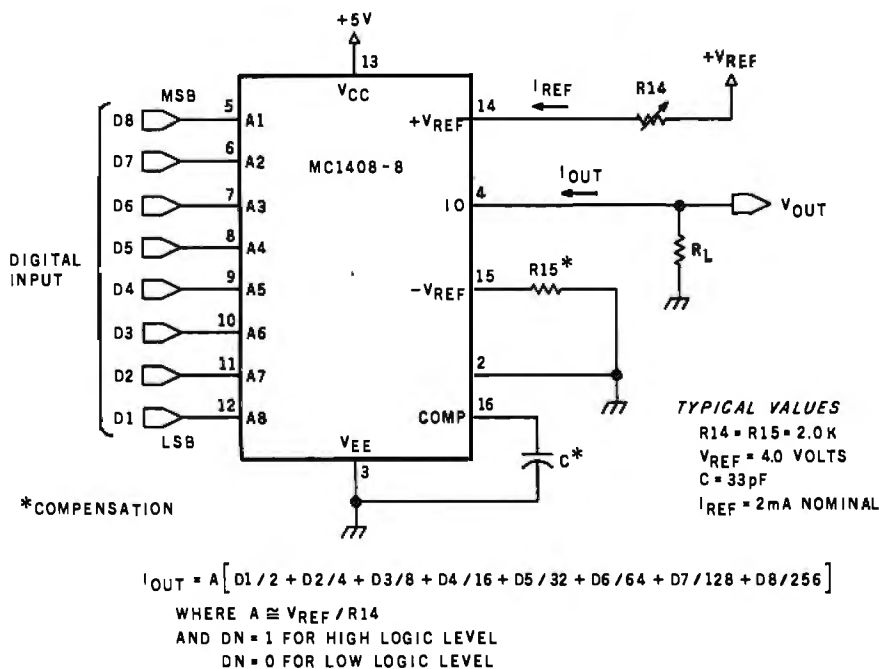 +5V
13
VCC
MSB
D8 5 A1
D7 6 A2
D6 7 A3
D5 8 A4
D4 9 A5
D3 10 A6
D2 11 A7
D1 12 A8
LSB
DIGITAL
INPUT
MC1408-8
+VREF
IREF
R14
14
+VREF
IOUT
4
IO
VOUT
RL
15
R15*
-VREF
2
16
COMP
C*
VEE
3
*COMPENSATION
TYPICAL VALUES
R14 = R15 = 2.0K
VREF = 4.0 VOLTS
C = 33pF
IREF = 2mA NOMINAL
IOUT = A [ D1/2 + D2/4 + D3/8 + D4/16 + D5/32 + D6/64 + D7/128 + D8/256 ]
WHERE A ≅ VREF / R14
AND DN = 1 FOR HIGH LOGIC LEVEL
DN = 0 FOR LOW LOGIC LEVEL